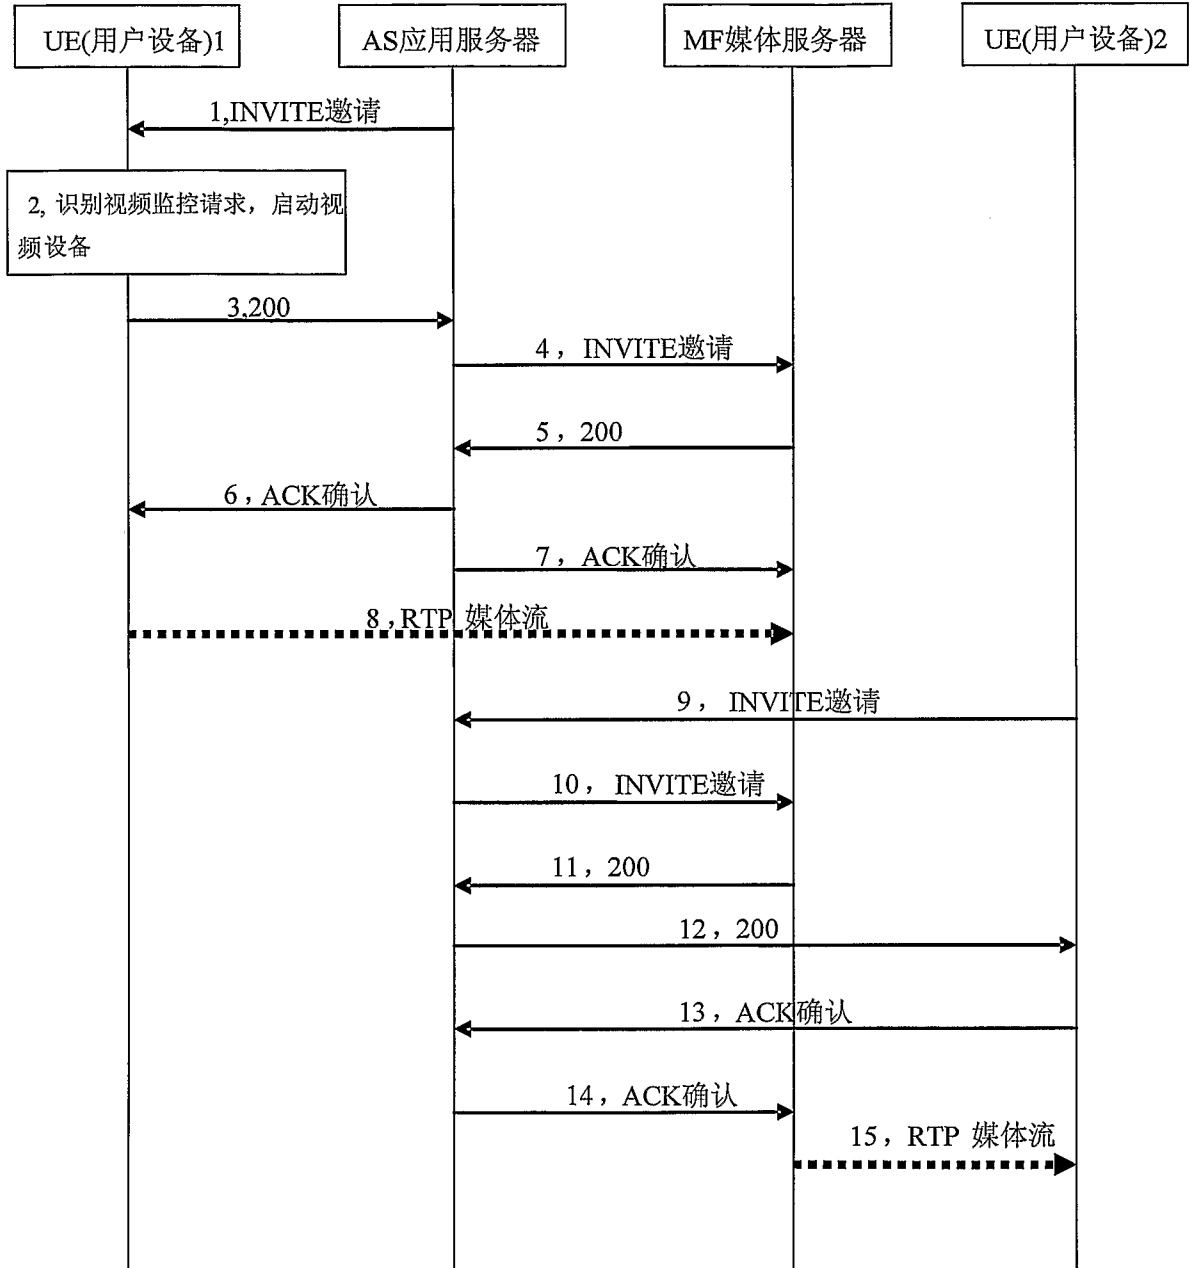 UE(用户设备)1
AS应用服务器
MF媒体服务器
UE(用户设备)2
1,INVITE邀请
2, 识别视频监控请求，启动视
频设备
3,200
4，INVITE邀请
5，200
6，ACK确认
7，ACK确认
8,RTP 媒体流
9，INVITE邀请
10，INVITE邀请
11，200
12，200
13，ACK确认
14，ACK确认
15，RTP 媒体流